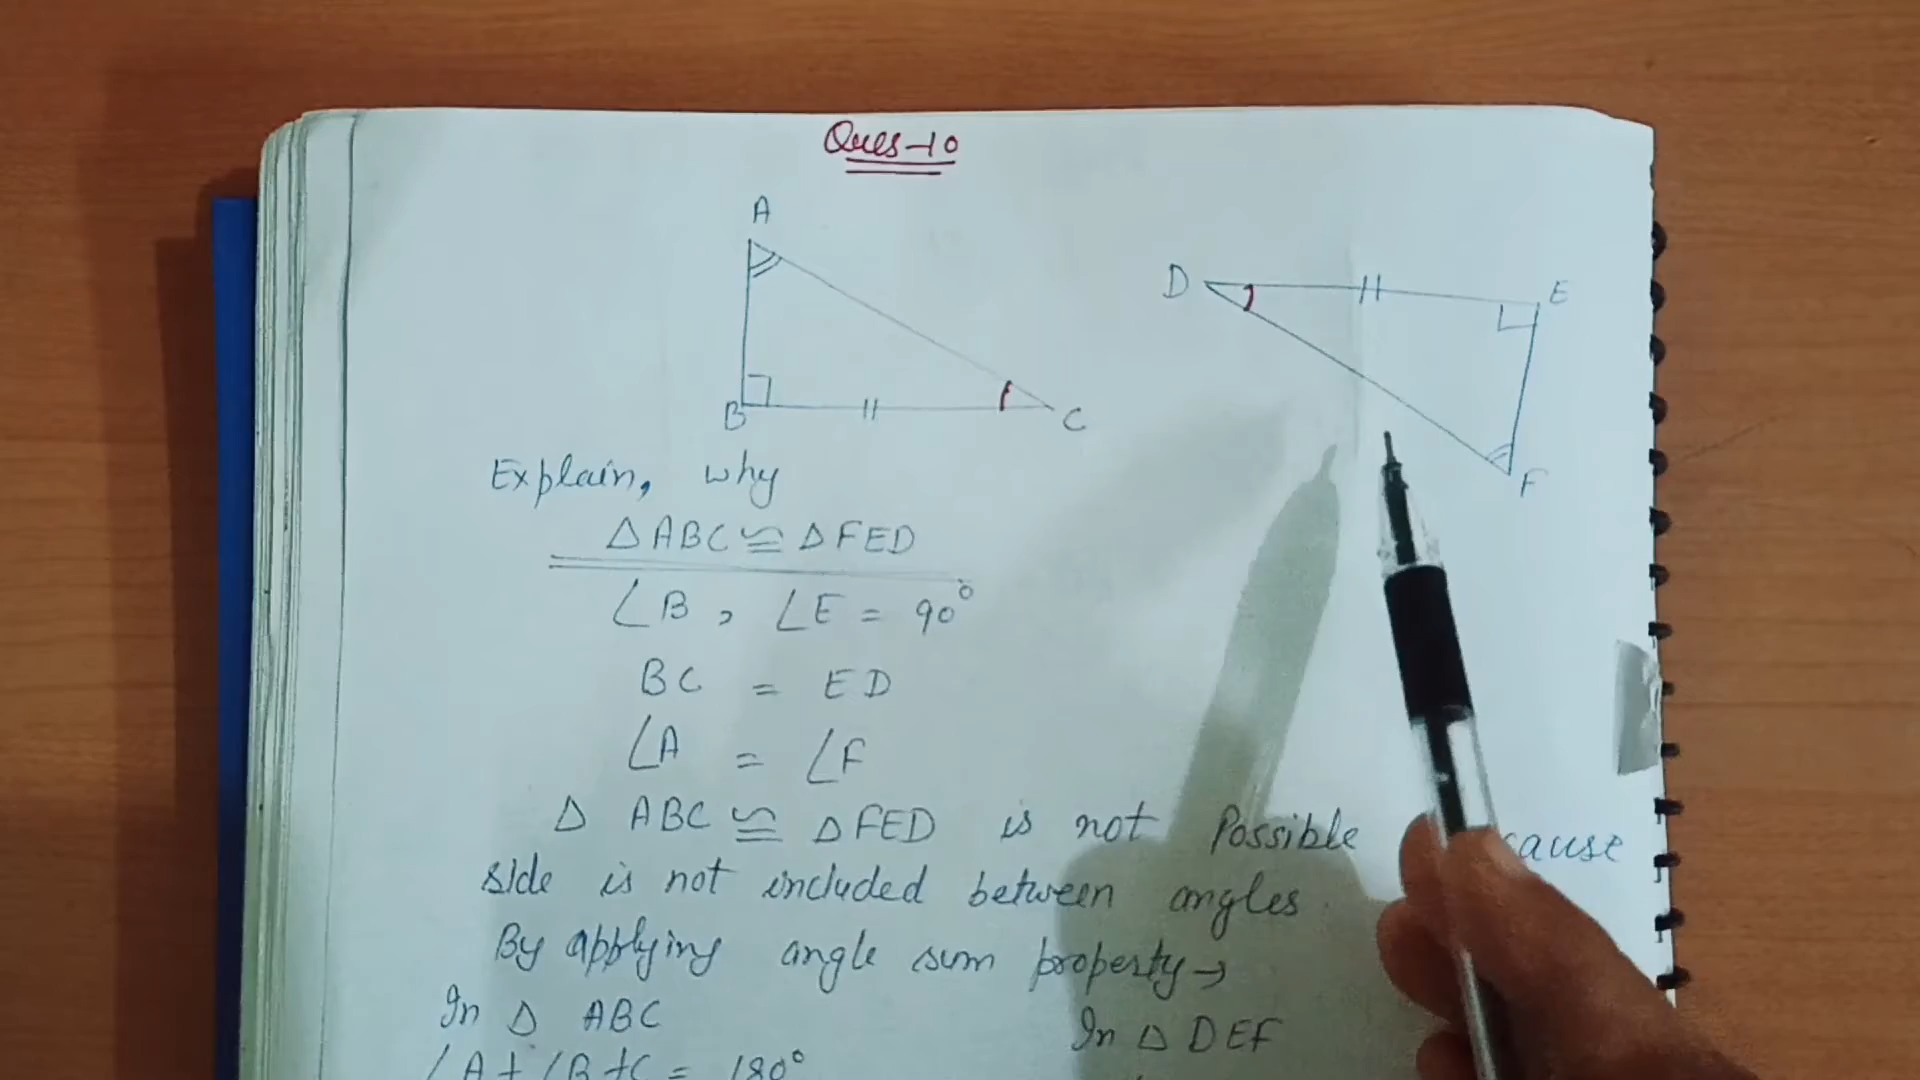 Ques-10
A
D
E
B
C
F
Explain, why
△ABC ≅ △FED
∠B, ∠E = 90°
BC = ED
∠A = ∠F
△ ABC ≅ △FED is not Possible
side is not included between angles.
By applying angle sum property→
In △ ABC
In △ DEF
∠A + ∠B + C = 180°